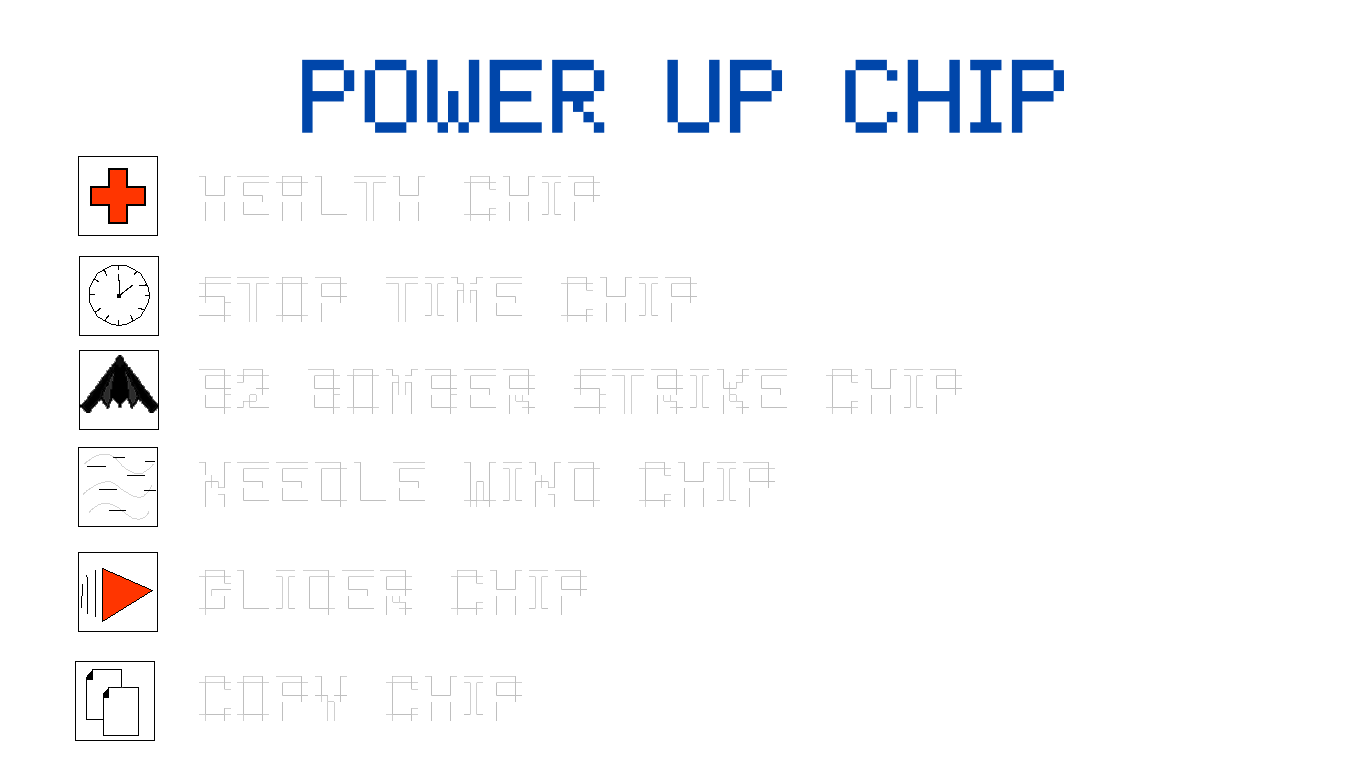 POWER UP CHIP
HEALTH CHIP
STOP TIME CHIP
B2 BOMBER STRIKE CHIP
NEEDLE WIND CHIP
GLIDER CHIP
COPY CHIP